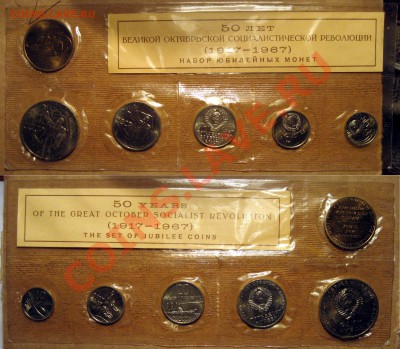 50 ЛЕТ
ВЕЛИКОЙ ОКТЯБРЬСКОЙ СОЦИАЛИСТИЧЕСКОЙ РЕВОЛЮЦИИ
(1917-1967)
НАБОР ЮБИЛЕЙНЫХ МОНЕТ
50 YEARS
OF THE GREAT OCTOBER SOCIALIST REVOLUTION
(1917-1967)
THE SET OF JUBILEE COINS